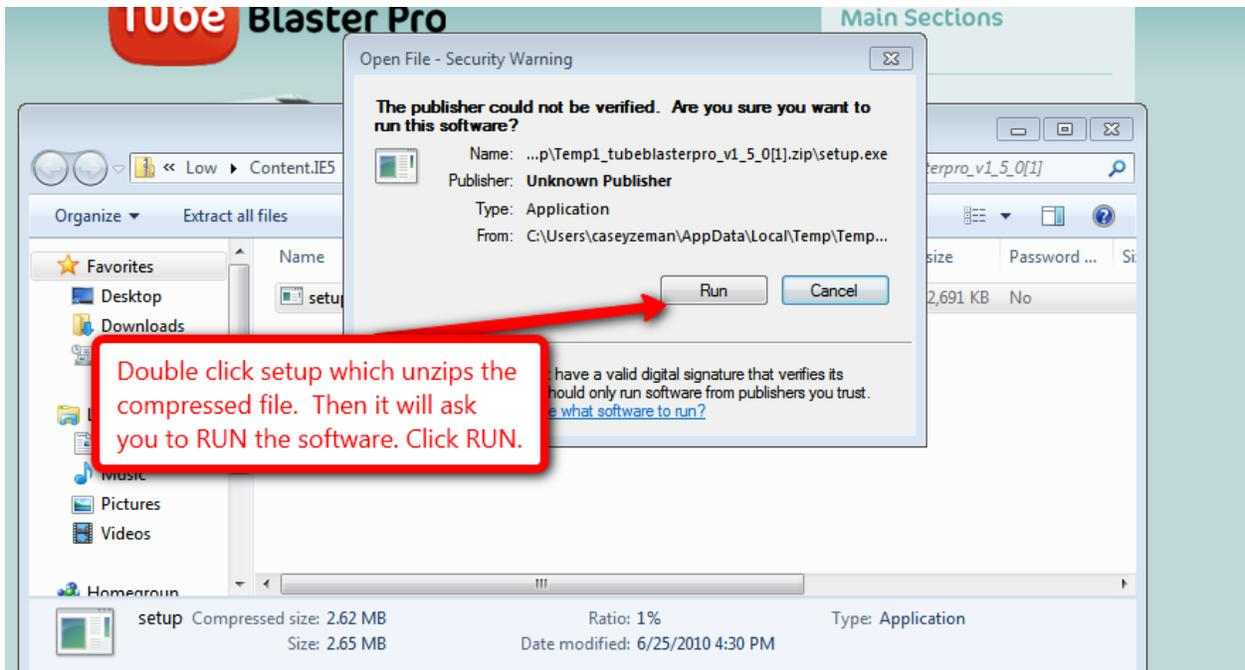 Tube Blaster Pro
Main Sections
Open File - Security Warning
The publisher could not be verified. Are you sure you want to
run this software?
Name: ...p\Temp1_tubeblasterpro_v1_5_0[1].zip\setup.exe
Publisher: Unknown Publisher
Type: Application
From: C:\Users\caseyzeman\AppData\Local\Temp\Temp...
Run Cancel
have a valid digital signature that verifies its
should only run software from publishers you trust.
what software to run?
« Low Content.IE5
terpro_v1_5_0[1]
Organize Extract all files
Name
size Password ...
setup
2,691 KB No
Favorites
Desktop
Downloads
Double click setup which unzips the
compressed file. Then it will ask
you to RUN the software. Click RUN.
Music
Pictures
Videos
Homegroup
setup Compressed size: 2.62 MB Ratio: 1% Type: Application
Size: 2.65 MB Date modified: 6/25/2010 4:30 PM